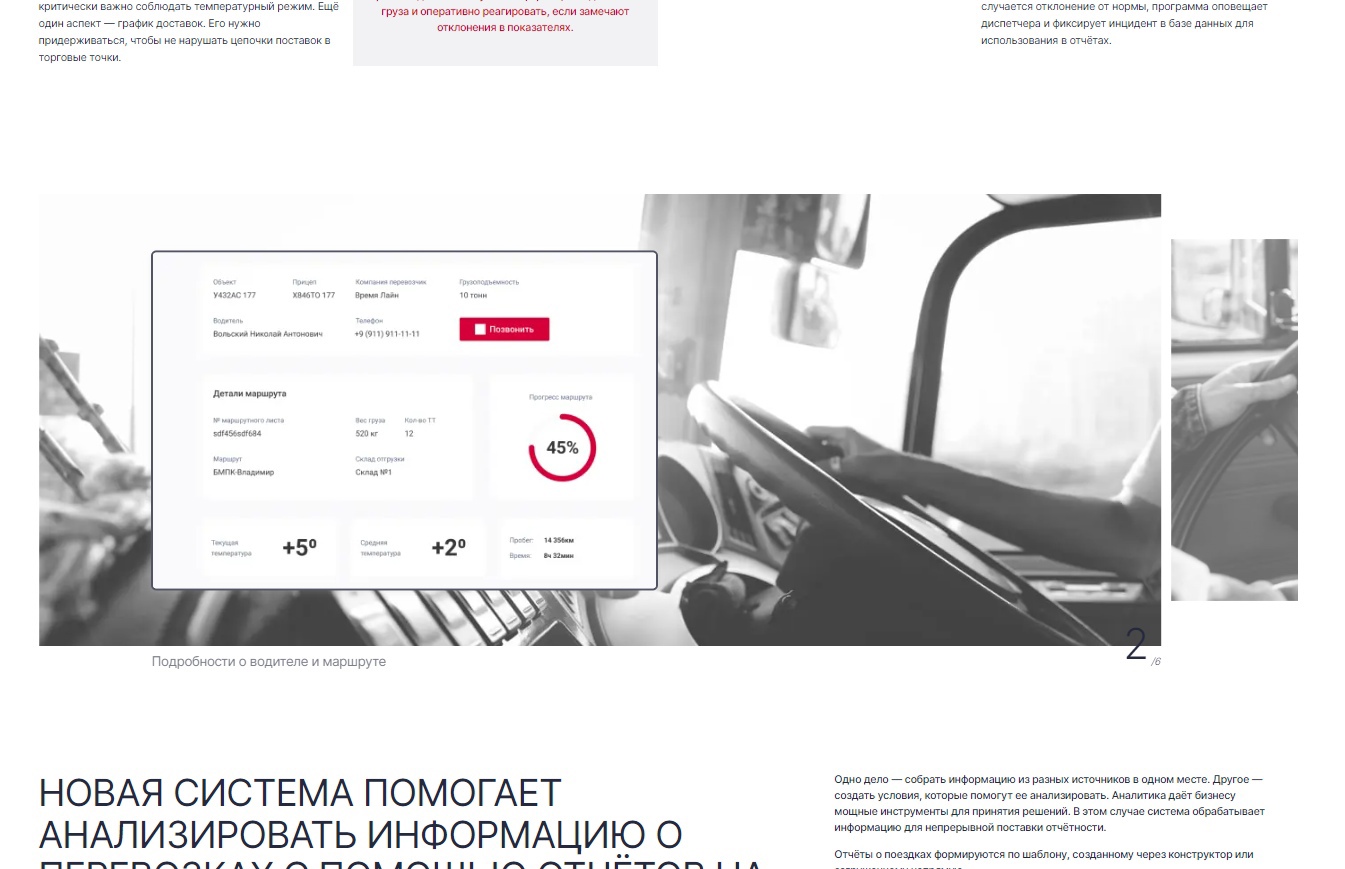 критически важно соблюдать температурный режим. Ещё
один аспект — график доставок. Его нужно
придерживаться, чтобы не нарушать цепочки поставок в
торговые точки.
груза и оперативно реагировать, если замечают
отклонения в показателях.
случается отклонение от нормы, программа оповещает
диспетчера и фиксирует инцидент в базе данных для
использования в отчётах.
Объект Прицеп Компания перевозчик Грузоподъемность
У432АС 177 Х846ТО 177 Время Лайн 10 тонн
Водитель Телефон
Вольский Николай Антонович +9 (911) 911-11-11 Позвонить
Детали маршрута
№ маршрутного листа Вес груза Кол-во ТТ
sdf456sdf684 520 кг 12
Маршрут Склад отгрузки
БМПК-Владимир Склад №1
Прогресс маршрута
45%
Текущая
температура
+5⁰
Средняя
температура
+2⁰
Пробег: 14 356км
Время: 8ч 32мин
Подробности о водителе и маршруте
2 /6
НОВАЯ СИСТЕМА ПОМОГАЕТ
АНАЛИЗИРОВАТЬ ИНФОРМАЦИЮ О
ПЕРЕВОЗКАХ С ПОМОЩЬЮ ОТЧЁТОВ НА
Одно дело — собрать информацию из разных источников в одном месте. Другое —
создать условия, которые помогут ее анализировать. Аналитика даёт бизнесу
мощные инструменты для принятия решений. В этом случае система обрабатывает
информацию для непрерывной поставки отчётности.
Отчёты о поездках формируются по шаблону, созданному через конструктор или